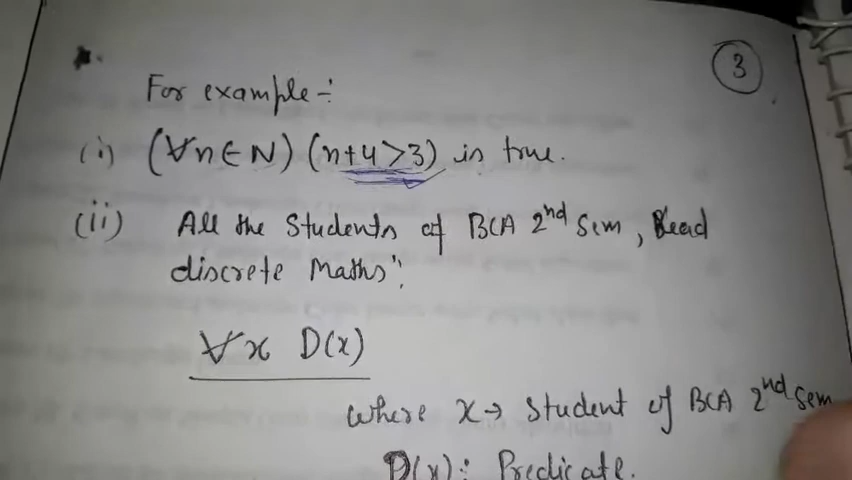 3
For example:-
(i) (∀n∈N) (n+4>3) is true.
(ii) All the Students of BCA 2nd Sem, Read
discrete Maths":
∀x D(x)
where x→ Student of BCA 2nd Sem
D(x): Predicate.